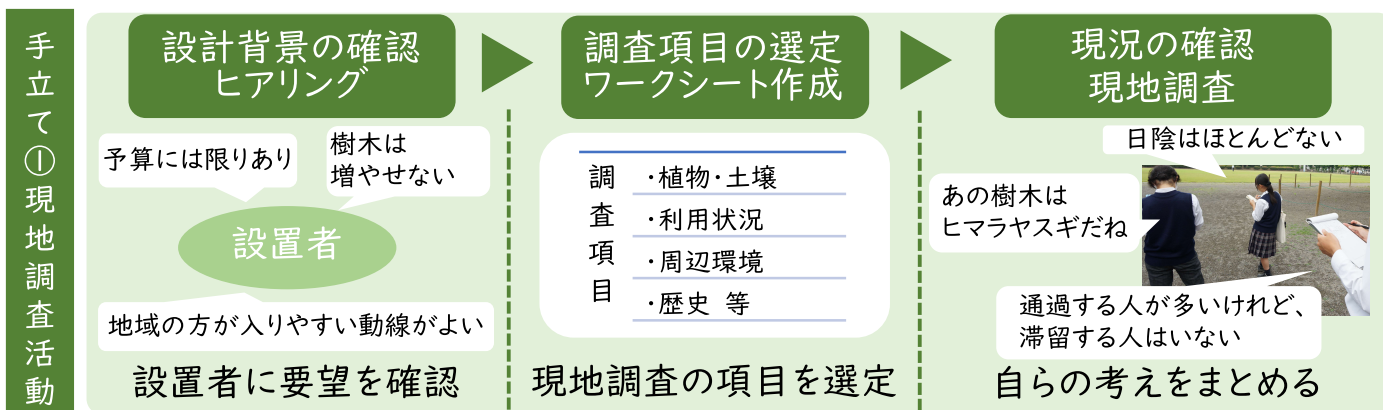 手立て①現地調査活動
設計背景の確認
ヒアリング
予算には限りあり
樹木は
増やせない
設置者
地域の方が入りやすい動線がよい
設置者に要望を確認
調査項目の選定
ワークシート作成
調査項目
・植物・土壌
・利用状況
・周辺環境
・歴史 等
現地調査の項目を選定
現況の確認
現地調査
日陰はほとんどない
あの樹木は
ヒマラヤスギだね
通過する人が多いけれど、
滞留する人はいない
自らの考えをまとめる